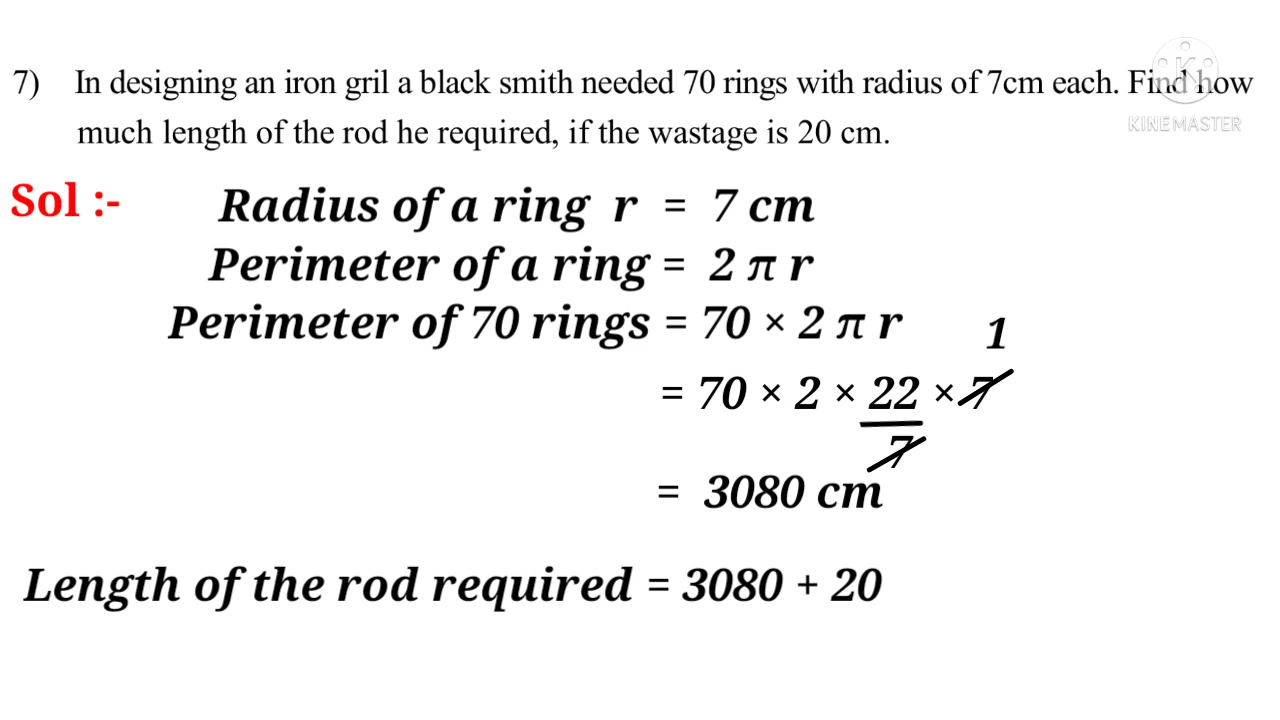 7) In designing an iron gril a black smith needed 70 rings with radius of 7cm each. Find how
much length of the rod he required, if the wastage is 20 cm.
KINEMASTER
Sol :- Radius of a ring r = 7 cm
Perimeter of a ring = 2 π r
Perimeter of 70 rings = 70 × 2 π r
1
= 70 × 2 × 22 × 7
7
= 3080 cm
Length of the rod required = 3080 + 20